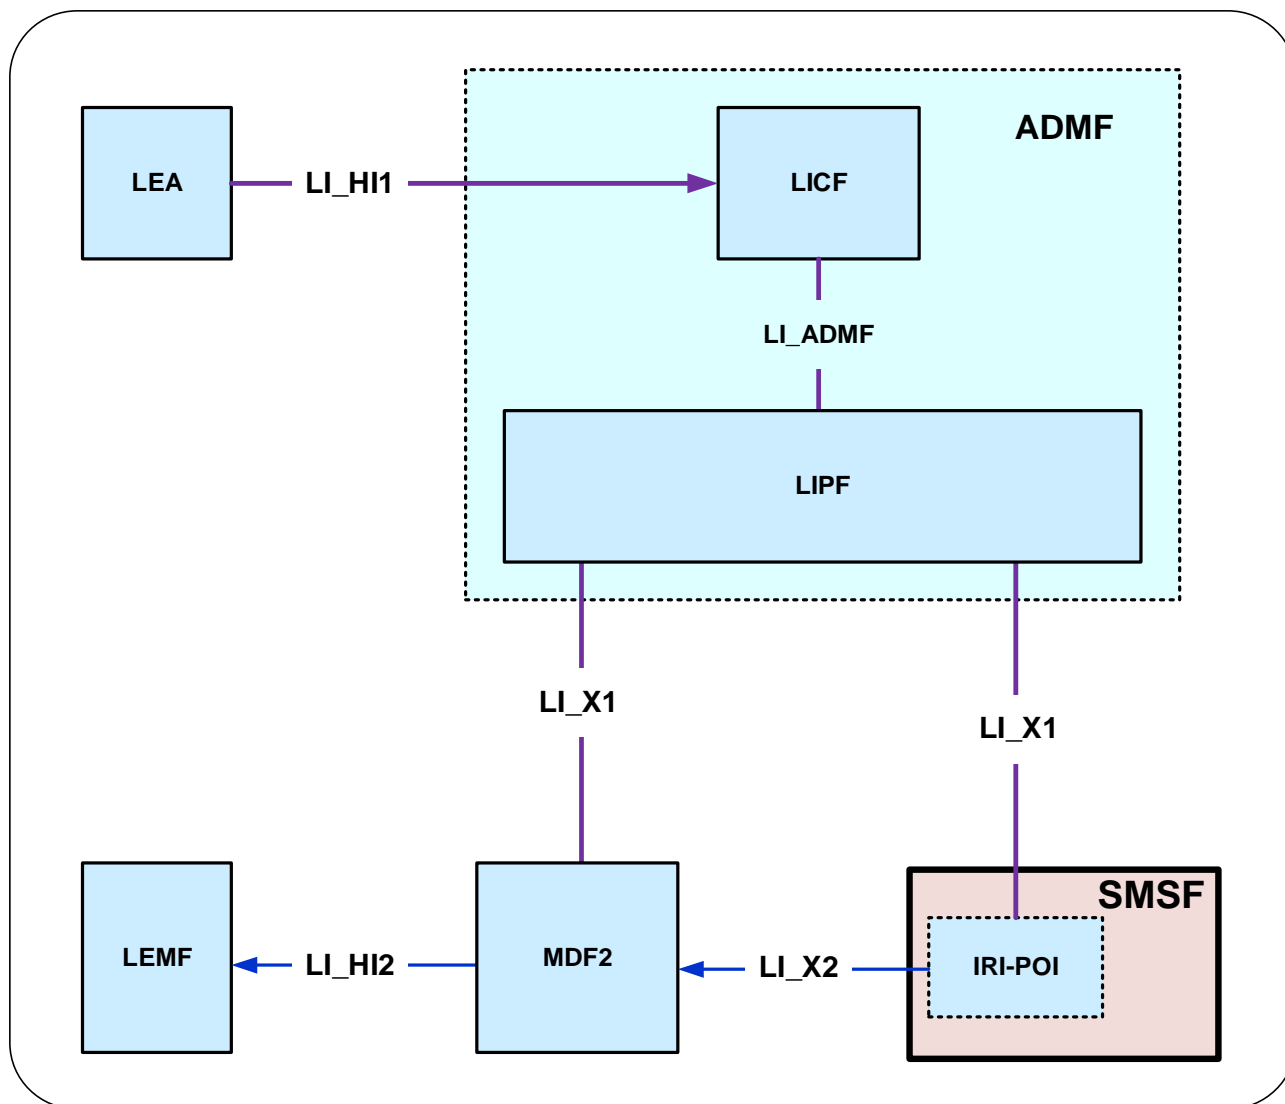 ADMF
LEA
LI_HI1
LICF
LI_ADMF
LIPF
LI_X1
LI_X1
SMSF
LEMF
LI_HI2
MDF2
LI_X2
IRI-POI